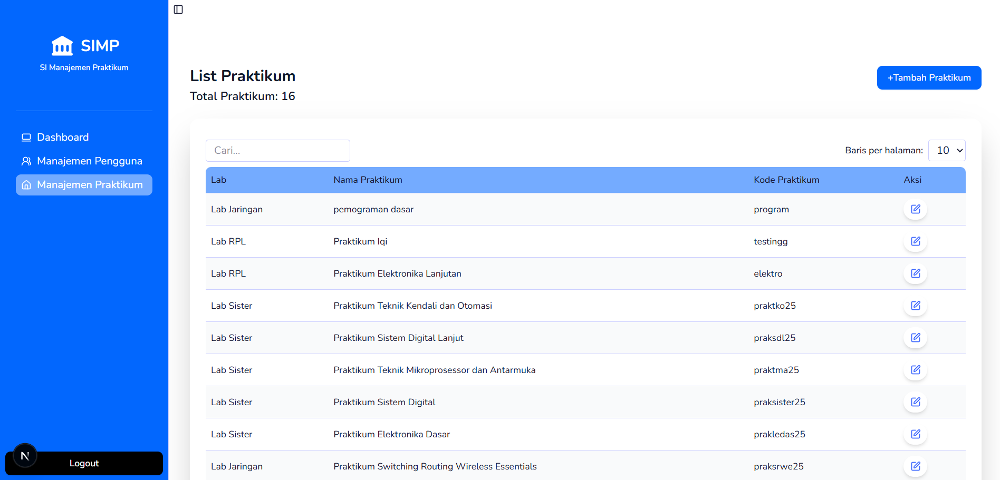 SIMP
SI Manajemen Praktikum
Dashboard
Manajemen Pengguna
Manajemen Praktikum
N
Logout
List Praktikum
Total Praktikum: 16
+Tambah Praktikum
Cari...
Baris per halaman: 10
Lab Nama Praktikum Kode Praktikum Aksi
Lab Jaringan pemograman dasar program
Lab RPL Praktikum Iqi testingg
Lab RPL Praktikum Elektronika Lanjutan elektro
Lab Sister Praktikum Teknik Kendali dan Otomasi praktko25
Lab Sister Praktikum Sistem Digital Lanjut praksdl25
Lab Sister Praktikum Teknik Mikroprosessor dan Antarmuka praktma25
Lab Sister Praktikum Sistem Digital praksister25
Lab Sister Praktikum Elektronika Dasar prakledas25
Lab Jaringan Praktikum Switching Routing Wireless Essentials praksrwe25